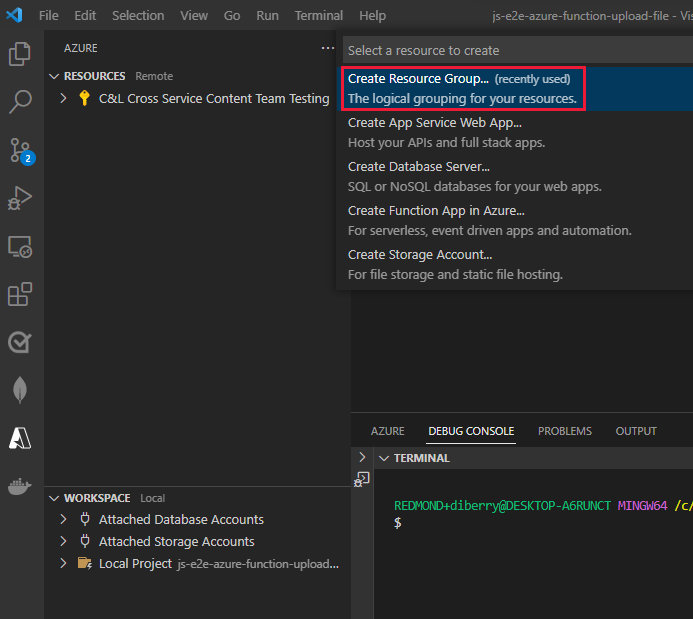 File Edit Selection View Go Run Terminal Help
js-e2e-azure-function-upload-file - Vis
AZURE
Select a resource to create
RESOURCES Remote
C&L Cross Service Content Team Testing
Create Resource Group... (recently used)
The logical grouping for your resources.
Create App Service Web App...
Host your APIs and full stack apps.
Create Database Server...
SQL or NoSQL databases for your web apps.
Create Function App in Azure...
For serverless, event driven apps and automation.
Create Storage Account...
For file storage and static file hosting.
2
AZURE DEBUG CONSOLE PROBLEMS OUTPUT
TERMINAL
REDMOND+diberry@DESKTOP-A6RUNCT MINGW64 /c/
$
WORKSPACE Local
Attached Database Accounts
Attached Storage Accounts
Local Project js-e2e-azure-function-upload...